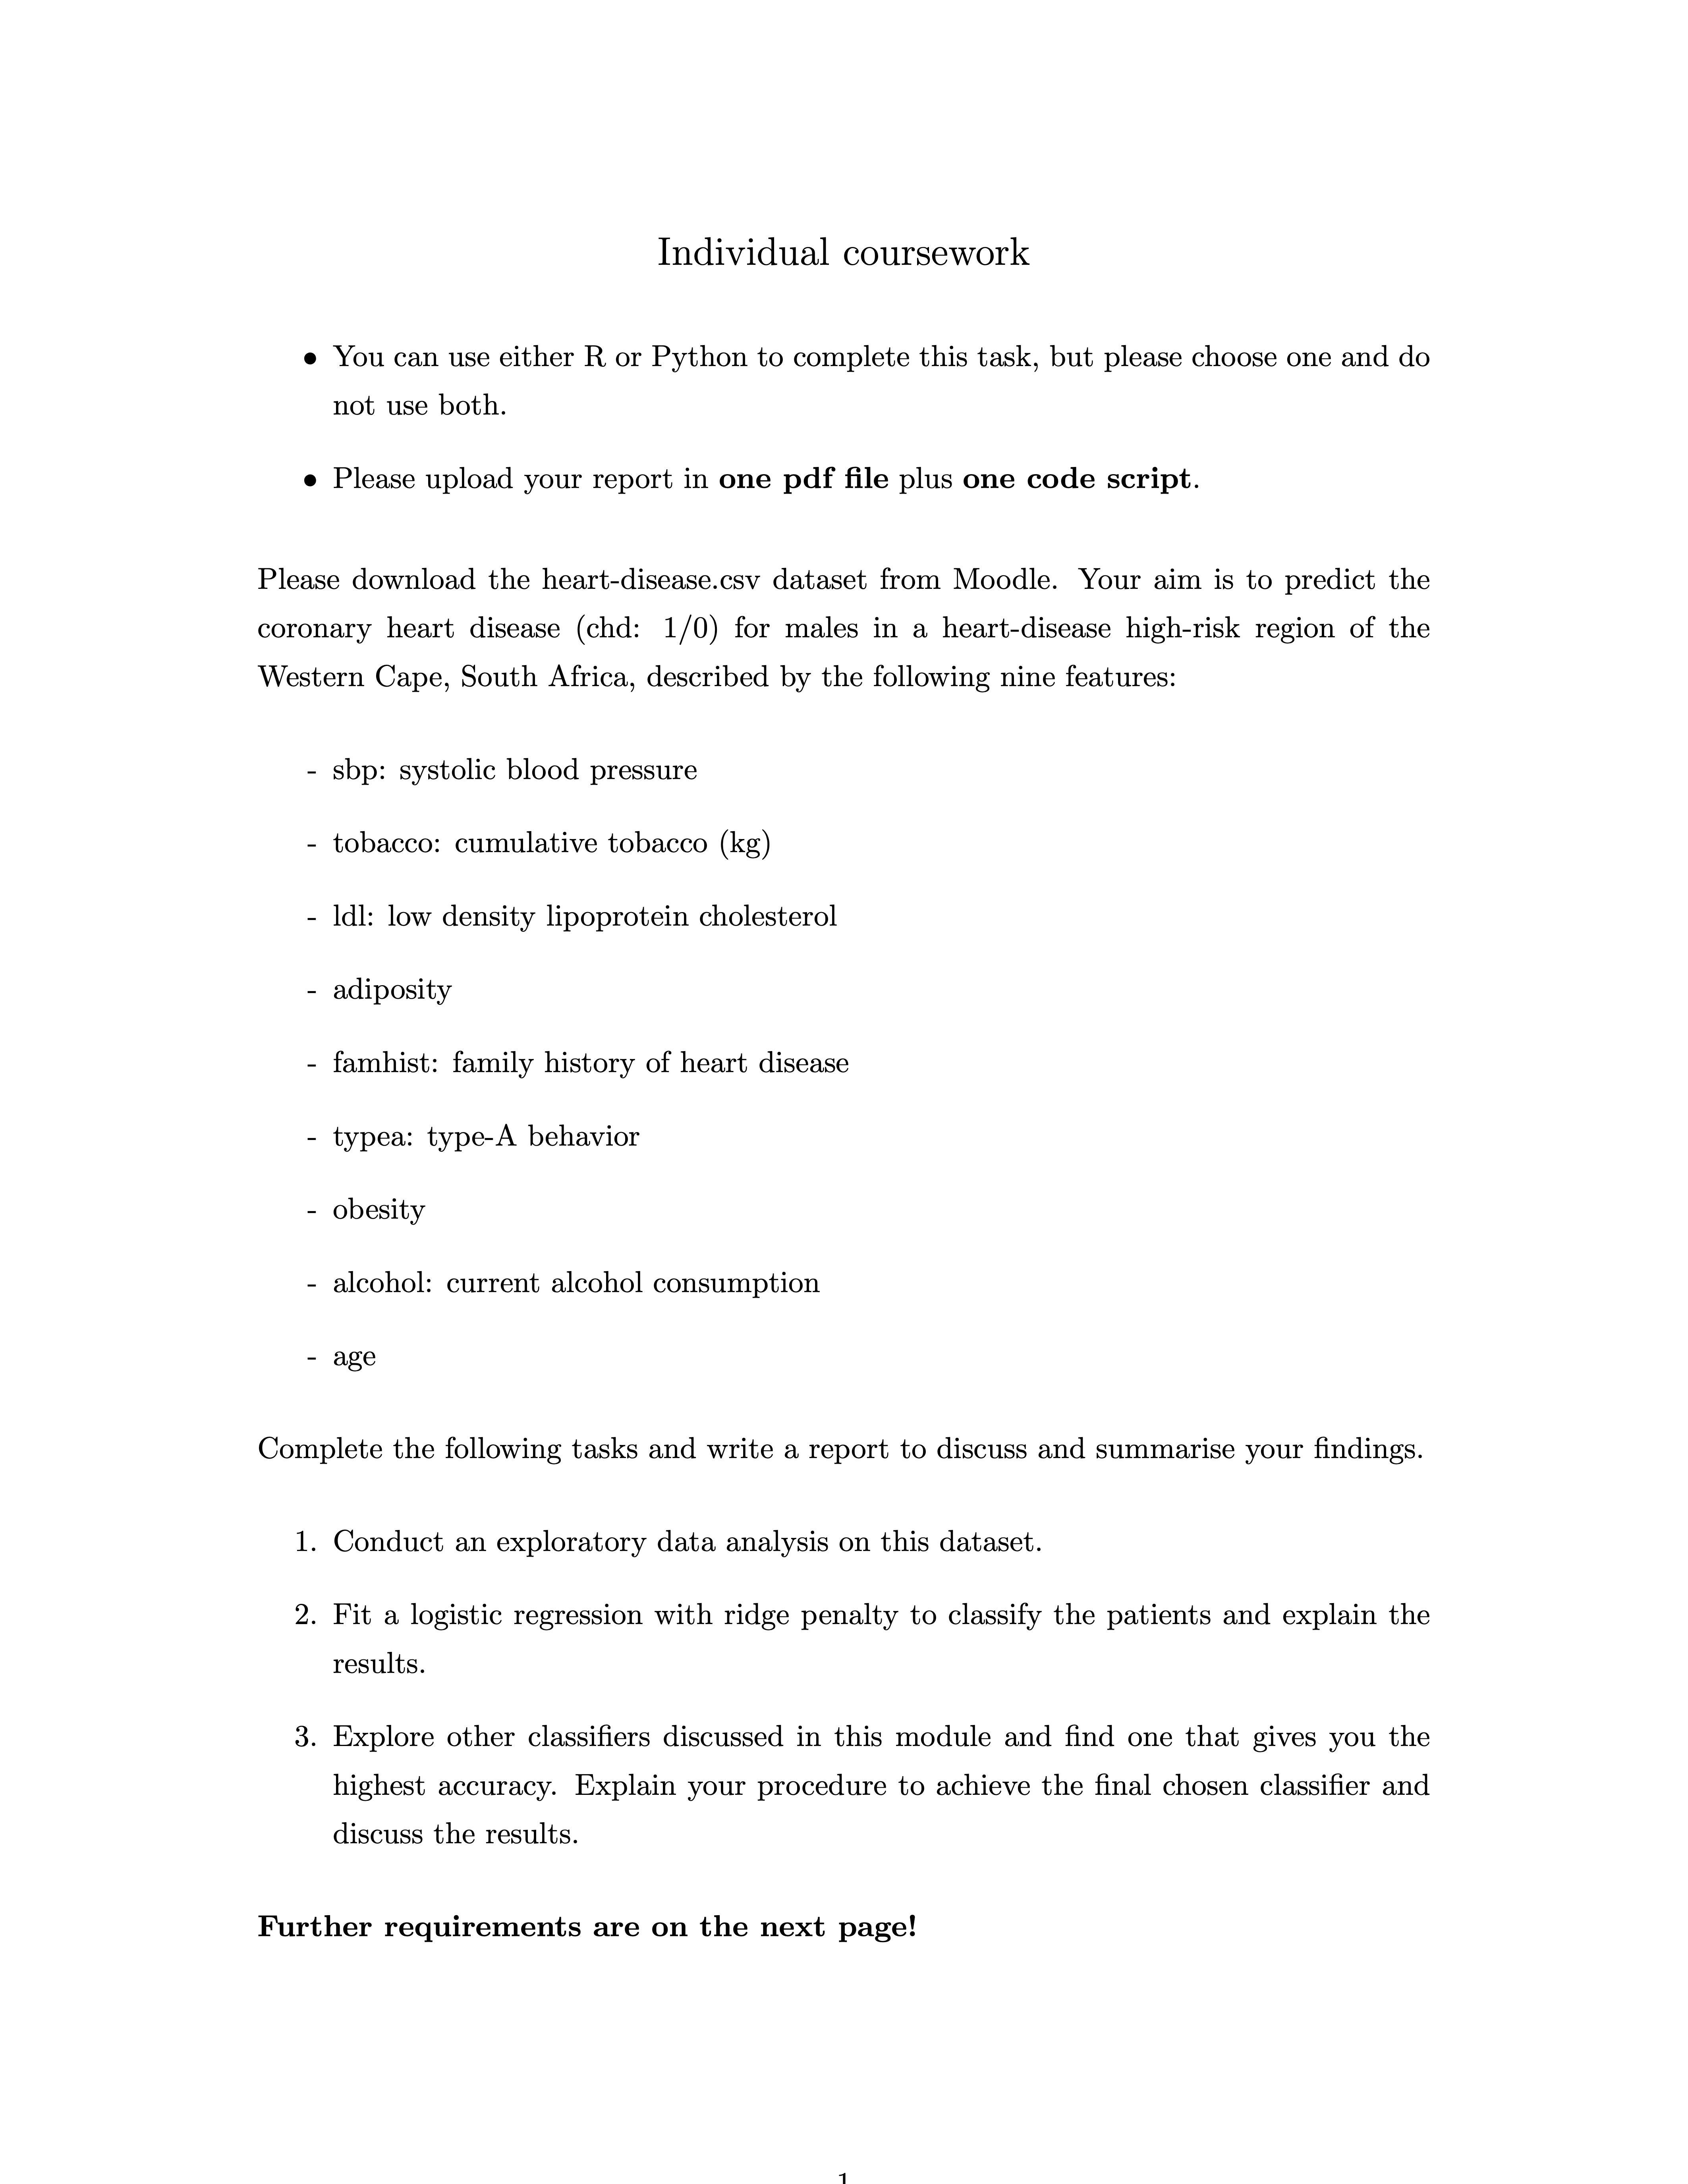 Individual coursework
• You can use either R or Python to complete this task, but please choose one and do
not use both.
• Please upload your report in one pdf file plus one code script.
Please download the heart-disease.csv dataset from Moodle. Your aim is to predict the
coronary heart disease (chd: 1/0) for males in a heart-disease high-risk region of the
Western Cape, South Africa, described by the following nine features:
- sbp: systolic blood pressure
- tobacco: cumulative tobacco (kg)
- ldl: low density lipoprotein cholesterol
- adiposity
- famhist: family history of heart disease
- typea: type-A behavior
- obesity
- alcohol: current alcohol consumption
- age
Complete the following tasks and write a report to discuss and summarise your findings.
1. Conduct an exploratory data analysis on this dataset.
2. Fit a logistic regression with ridge penalty to classify the patients and explain the
results.
3. Explore other classifiers discussed in this module and find one that gives you the
highest accuracy. Explain your procedure to achieve the final chosen classifier and
discuss the results.
Further requirements are on the next page!
1